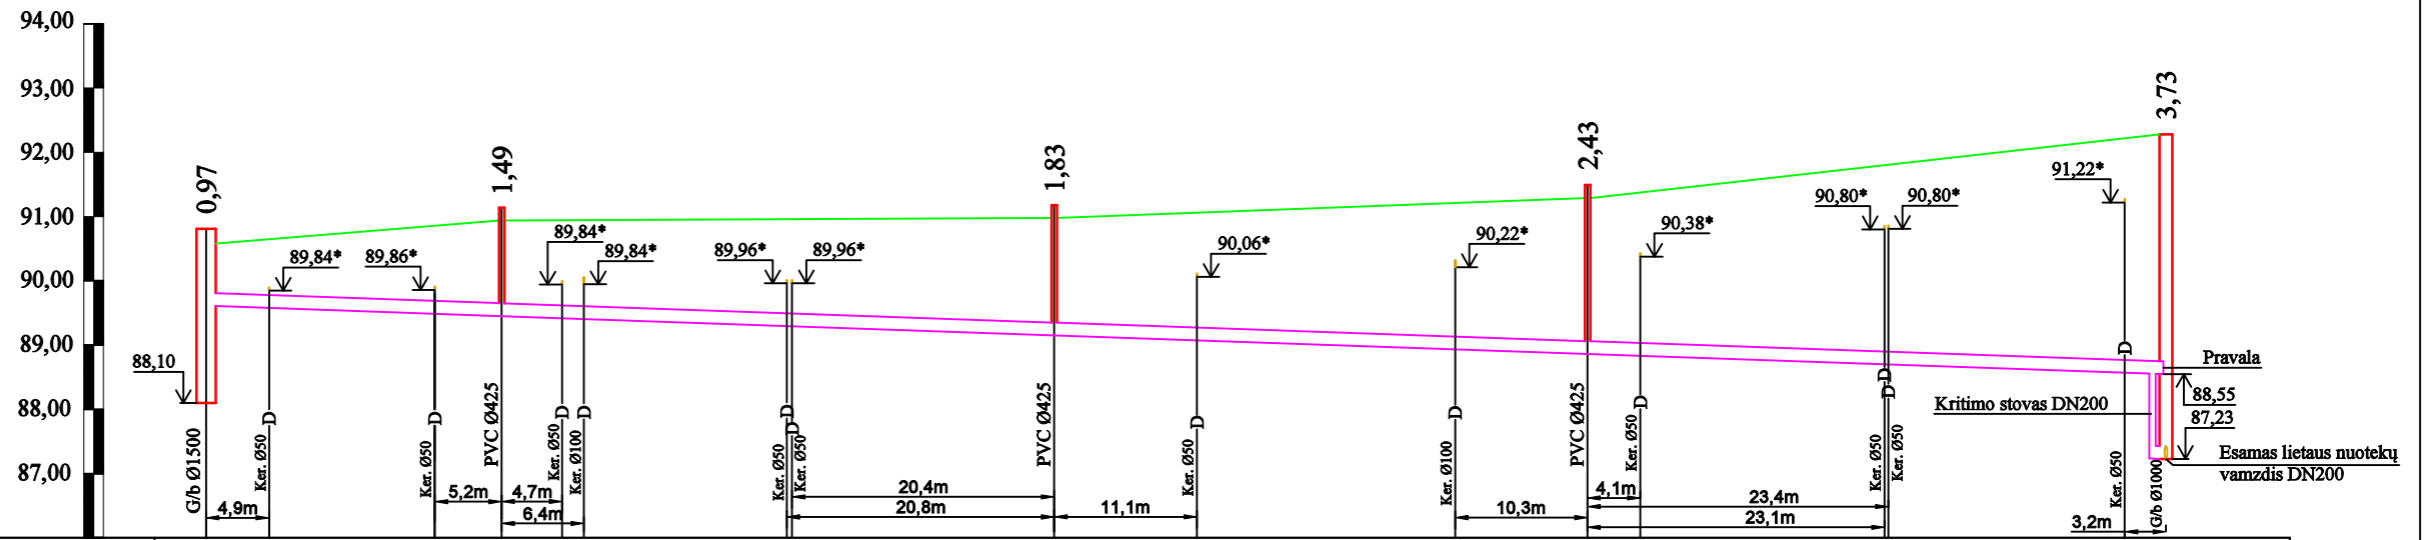 94,00
93,00
92,00
91,00
90,00
89,00
88,00
87,00
0,97
1,49
1,83
2,43
3,73
88,10
89,84*
89,86*
89,84*
89,84*
89,96*
89,96*
90,06*
90,22*
90,38*
90,80*
90,80*
91,22*
Pravala
88,55
87,23
Kritimo stovas DN200
Esamas lietaus nuotekų
vamzdis DN200
G/b Ø1500
D
Ker. Ø50
D
Ker. Ø50
PVC Ø425
D
Ker. Ø50
D
Ker. Ø100
D
Ker. Ø50
D
Ker. Ø50
PVC Ø425
D
Ker. Ø50
D
Ker. Ø100
PVC Ø425
D
Ker. Ø50
D
Ker. Ø50
D
Ker. Ø50
D
Ker. Ø50
G/b Ø1000
4,9m
5,2m
4,7m
6,4m
20,4m
20,8m
11,1m
10,3m
4,1m
23,4m
23,1m
3,2m